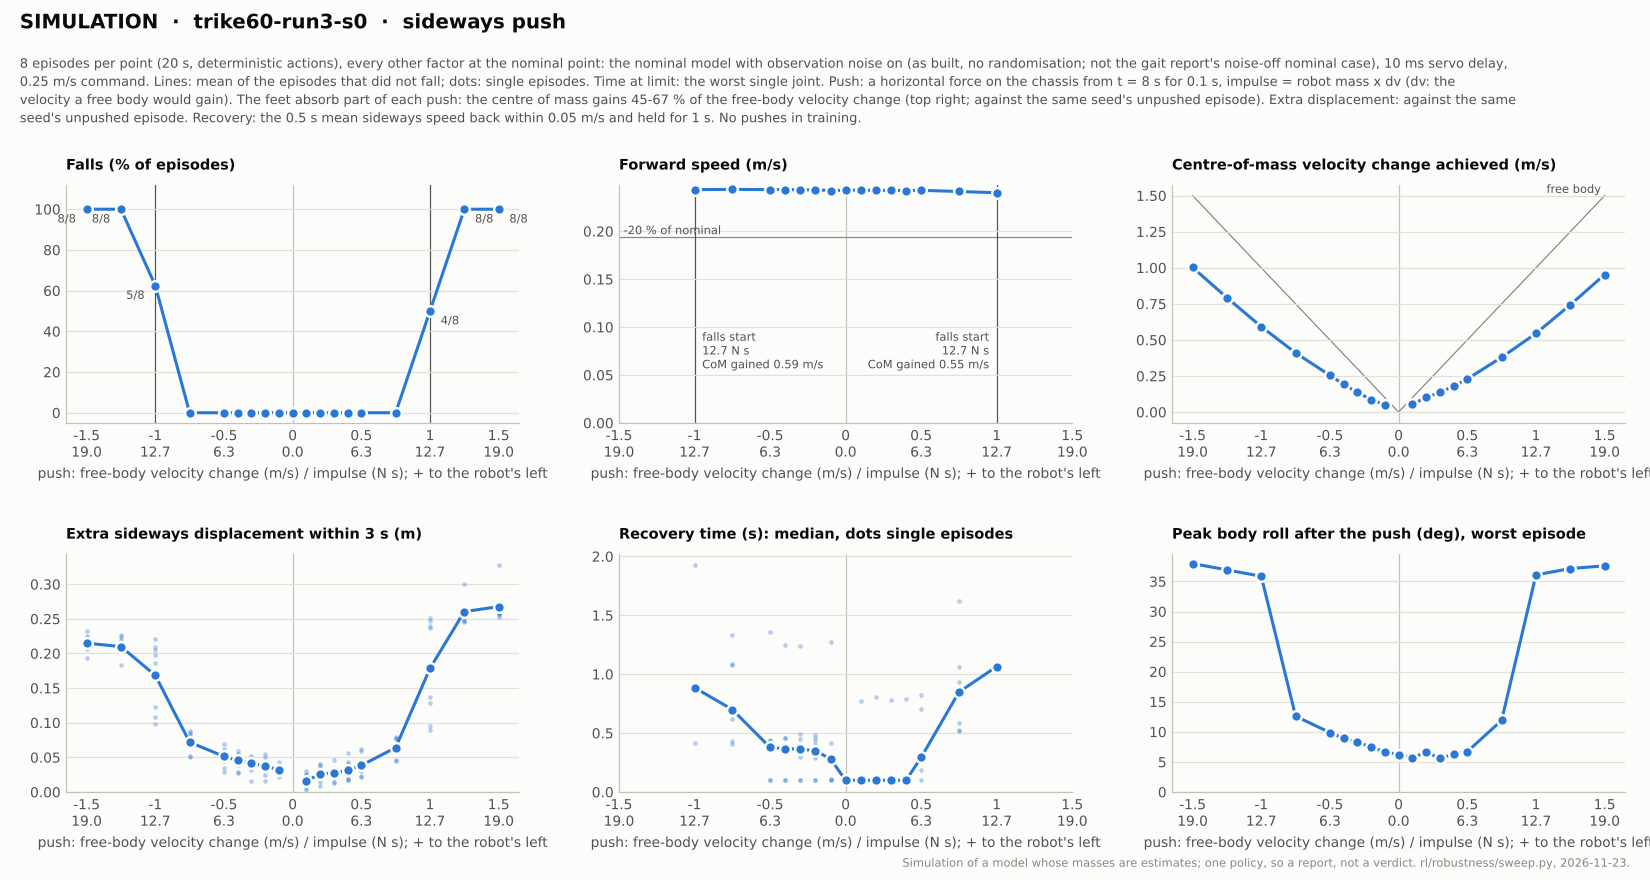 SIMULATION · trike60-run3-s0 · sideways push
8 episodes per point (20 s, deterministic actions), every other factor at the nominal point: the nominal model with observation noise on (as built, no randomisation; not the gait report's noise-off nominal case), 10 ms servo delay,
0.25 m/s command. Lines: mean of the episodes that did not fall; dots: single episodes. Time at limit: the worst single joint. Push: a horizontal force on the chassis from t = 8 s for 0.1 s, impulse = robot mass x dv (dv: the
velocity a free body would gain). The feet absorb part of each push: the centre of mass gains 45-67 % of the free-body velocity change (top right; against the same seed's unpushed episode). Extra displacement: against the same
seed's unpushed episode. Recovery: the 0.5 s mean sideways speed back within 0.05 m/s and held for 1 s. No pushes in training.
Falls (% of episodes)
100
80
60
40
20
0
8/8 8/8 5/8 4/8 8/8 8/8
-1.5 -1 -0.5 0.0 0.5 1 1.5
19.0 12.7 6.3 0.0 6.3 12.7 19.0
push: free-body velocity change (m/s) / impulse (N s); + to the robot's left
Forward speed (m/s)
0.20
0.15
0.10
0.05
0.00
-20 % of nominal
falls start
12.7 N s
CoM gained 0.59 m/s
falls start
12.7 N s
CoM gained 0.55 m/s
-1.5 -1 -0.5 0 0.5 1 1.5
19.0 12.7 6.3 0.0 6.3 12.7 19.0
push: free-body velocity change (m/s) / impulse (N s); + to the robot's left
Centre-of-mass velocity change achieved (m/s)
free body
1.50
1.25
1.00
0.75
0.50
0.25
0.00
-1.5 -1 -0.5 0 0.5 1 1.5
19.0 12.7 6.3 0.0 6.3 12.7 19.0
push: free-body velocity change (m/s) / impulse (N s); + to the robot's left
Extra sideways displacement within 3 s (m)
0.30
0.25
0.20
0.15
0.10
0.05
0.00
-1.5 -1 -0.5 0 0.5 1 1.5
19.0 12.7 6.3 0.0 6.3 12.7 19.0
push: free-body velocity change (m/s) / impulse (N s); + to the robot's left
Recovery time (s): median, dots single episodes
2.0
1.5
1.0
0.5
0.0
-1.5 -1 -0.5 0 0.5 1 1.5
19.0 12.7 6.3 0.0 6.3 12.7 19.0
push: free-body velocity change (m/s) / impulse (N s); + to the robot's left
Peak body roll after the push (deg), worst episode
35
30
25
20
15
10
5
0
-1.5 -1 -0.5 0 0.5 1 1.5
19.0 12.7 6.3 0.0 6.3 12.7 19.0
push: free-body velocity change (m/s) / impulse (N s); + to the robot's left
Simulation of a model whose masses are estimates; one policy, so a report, not a verdict. rl/robustness/sweep.py, 2026-11-23.